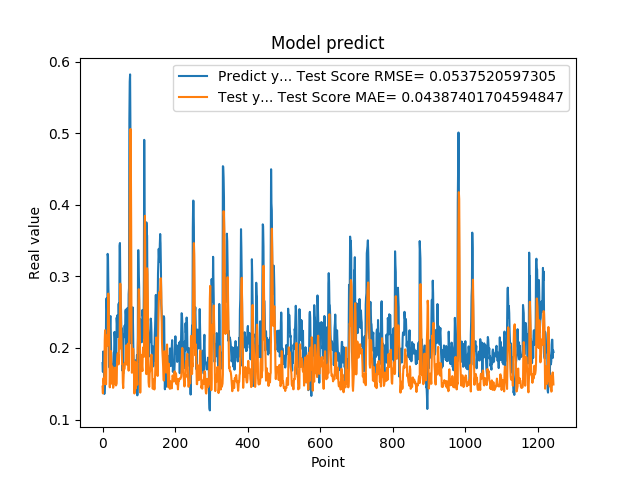 Model predict
Predict y... Test Score RMSE= 0.0537520597305
Test y... Test Score MAE= 0.04387401704594847
Real value
0.6
0.5
0.4
0.3
0.2
0.1
0
200
400
600
800
1000
1200
Point